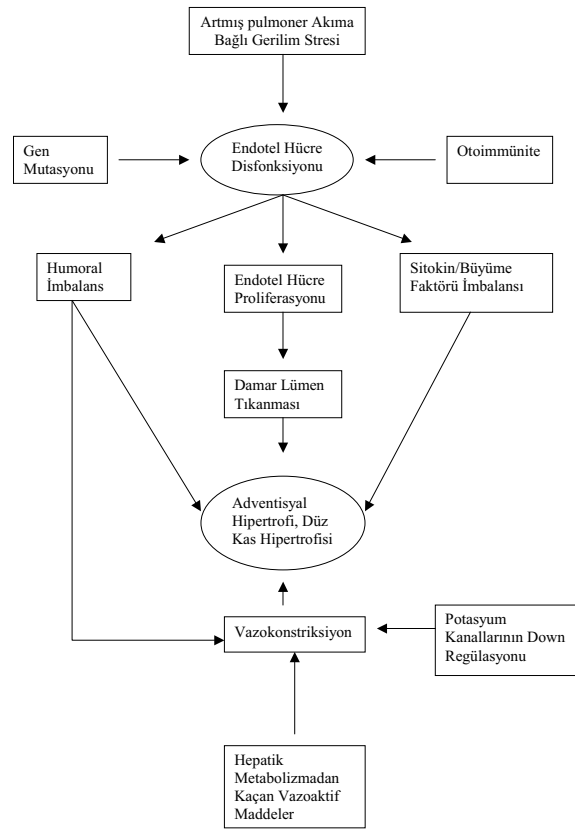 Artmış pulmoner Akıma
Bağlı Gerilim Stresi
Gen
Mutasyonu
Endotel Hücre
Disfonksiyonu
Otoimmünite
Humoral
İmbalans
Endotel Hücre
Proliferasyonu
Sitokin/Büyüme
Faktörü İmbalansı
Damar Lümen
Tıkanması
Adventisyal
Hipertrofi, Düz
Kas Hipertrofisi
Vazokonstriksiyon
Potasyum
Kanallarının Down
Regülasyonu
Hepatik
Metabolizmadan
Kaçan Vazoaktif
Maddeler